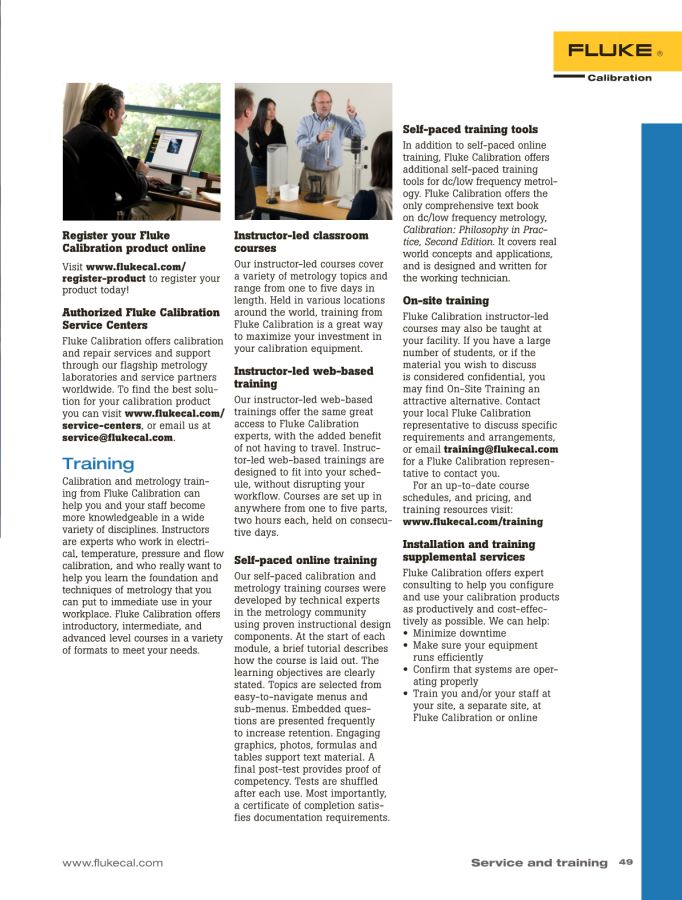 FLUKE ®
Calibration
Register your Fluke
Calibration product online
Visit www.flukecal.com/
register-product to register your
product today!
Authorized Fluke Calibration
Service Centers
Fluke Calibration offers calibration
and repair services and support
through our flagship metrology
laboratories and service partners
worldwide. To find the best solu-
tion for your calibration product
you can visit www.flukecal.com/
service-centers, or email us at
service@flukecal.com.
Training
Calibration and metrology train-
ing from Fluke Calibration can
help you and your staff become
more knowledgeable in a wide
variety of disciplines. Instructors
are experts who work in electri-
cal, temperature, pressure and flow
calibration, and who really want to
help you learn the foundation and
techniques of metrology that you
can put to immediate use in your
workplace. Fluke Calibration offers
introductory, intermediate, and
advanced level courses in a variety
of formats to meet your needs.
Instructor-led classroom
courses
Our instructor-led courses cover
a variety of metrology topics and
range from one to five days in
length. Held in various locations
around the world, training from
Fluke Calibration is a great way
to maximize your investment in
your calibration equipment.
Instructor-led web-based
training
Our instructor-led web-based
trainings offer the same great
access to Fluke Calibration
experts, with the added benefit
of not having to travel. Instruc-
tor-led web-based trainings are
designed to fit into your sched-
ule, without disrupting your
workflow. Courses are set up in
anywhere from one to five parts,
two hours each, held on consecu-
tive days.
Self-paced online training
Our self-paced calibration and
metrology training courses were
developed by technical experts
in the metrology community
using proven instructional design
components. At the start of each
module, a brief tutorial describes
how the course is laid out. The
learning objectives are clearly
stated. Topics are selected from
easy-to-navigate menus and
sub-menus. Embedded ques-
tions are presented frequently
to increase retention. Engaging
graphics, photos, formulas and
tables support text material. A
final post-test provides proof of
competency. Tests are shuffled
after each use. Most importantly,
a certificate of completion satis-
fies documentation requirements.
Self-paced training tools
In addition to self-paced online
training, Fluke Calibration offers
additional self-paced training
tools for dc/low frequency metrol-
ogy. Fluke Calibration offers the
only comprehensive text book
on dc/low frequency metrology,
Calibration: Philosophy in Prac-
tice, Second Edition. It covers real
world concepts and applications,
and is designed and written for
the working technician.
On-site training
Fluke Calibration instructor-led
courses may also be taught at
your facility. If you have a large
number of students, or if the
material you wish to discuss
is considered confidential, you
may find On-Site Training an
attractive alternative. Contact
your local Fluke Calibration
representative to discuss specific
requirements and arrangements,
or email training@flukecal.com
for a Fluke Calibration represen-
tative to contact you.
For an up-to-date course
schedules, and pricing, and
training resources visit:
www.flukecal.com/training
Installation and training
supplemental services
Fluke Calibration offers expert
consulting to help you configure
and use your calibration products
as productively and cost-effec-
tively as possible. We can help:
• Minimize downtime
• Make sure your equipment
runs efficiently
• Confirm that systems are oper-
ating properly
• Train you and/or your staff at
your site, a separate site, at
Fluke Calibration or online
www.flukecal.com
Service and training 49